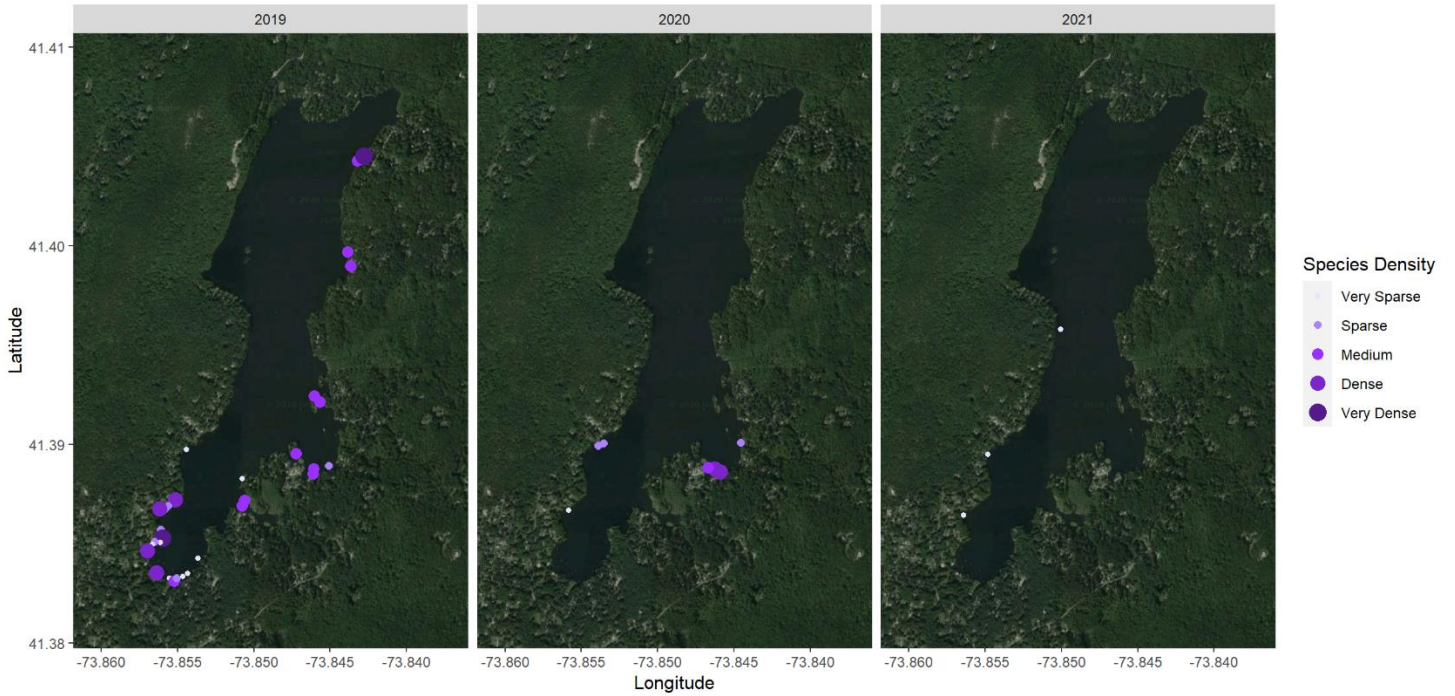 2019 2020 2021
41.41
41.40
41.39
41.38
Latitude
-73.860 -73.855 -73.850 -73.845 -73.840 -73.860 -73.855 -73.850 -73.845 -73.840 -73.860 -73.855 -73.850 -73.845 -73.840
Longitude
Species Density
Very Sparse
Sparse
Medium
Dense
Very Dense